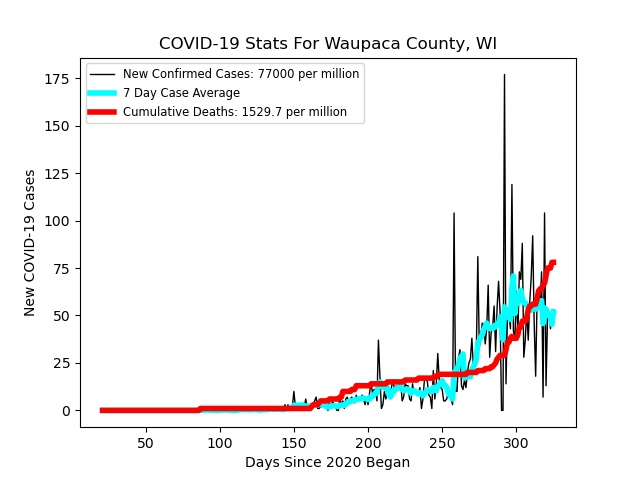 COVID-19 Stats For Waupaca County, WI
New Confirmed Cases: 77000 per million
7 Day Case Average
Cumulative Deaths: 1529.7 per million
New COVID-19 Cases
175
150
125
100
75
50
25
0
50 100 150 200 250 300
Days Since 2020 Began